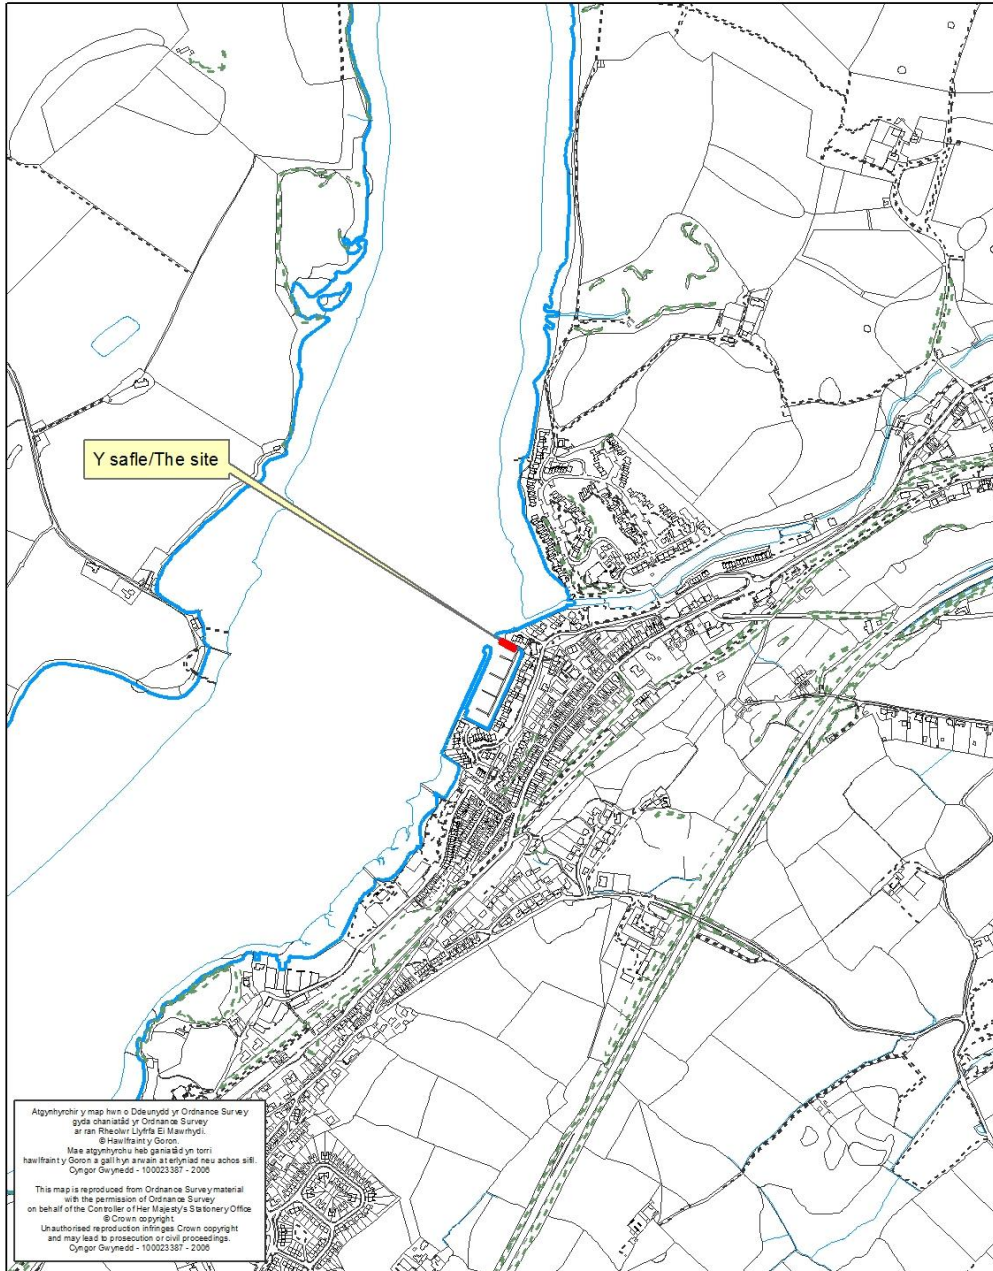 Y safle/The site
Atgynhyrchir y map hwn o Ddeunydd yr Ordnance Survey
gyda chaniatâd yr Ordnance Survey
ar ran Rheolwr Llyfrfa Ei Mawrhydi.
© Hawlfraint y Goron.
Mae atgynhyrchu heb ganiatâd yn torri
hawlfraint y Goron a gall hyn arwain at erlyniad neu achos sifil.
Cyngor Gwynedd - 100023387 - 2006
This map is reproduced from Ordnance Survey material
with the permission of Ordnance Survey
on behalf of the Controller of Her Majesty's Stationery Office
© Crown copyright.
Unauthorised reproduction infringes Crown copyright
and may lead to prosecution or civil proceedings.
Cyngor Gwynedd - 100023387 - 2006